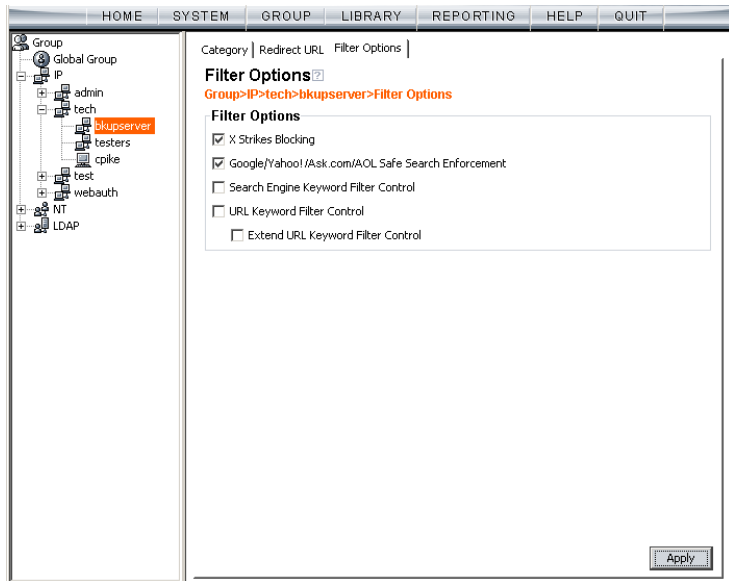 HOME SYSTEM GROUP LIBRARY REPORTING HELP QUIT
Group
Global Group
IP
admin
tech
bkupserver
testers
cpike
test
webauth
NT
LDAP
Category Redirect URL Filter Options
Filter Options ?
Group>IP>tech>bkupserver>Filter Options
Filter Options
X Strikes Blocking
Google/Yahoo!/Ask.com/AOL Safe Search Enforcement
Search Engine Keyword Filter Control
URL Keyword Filter Control
Extend URL Keyword Filter Control
Apply